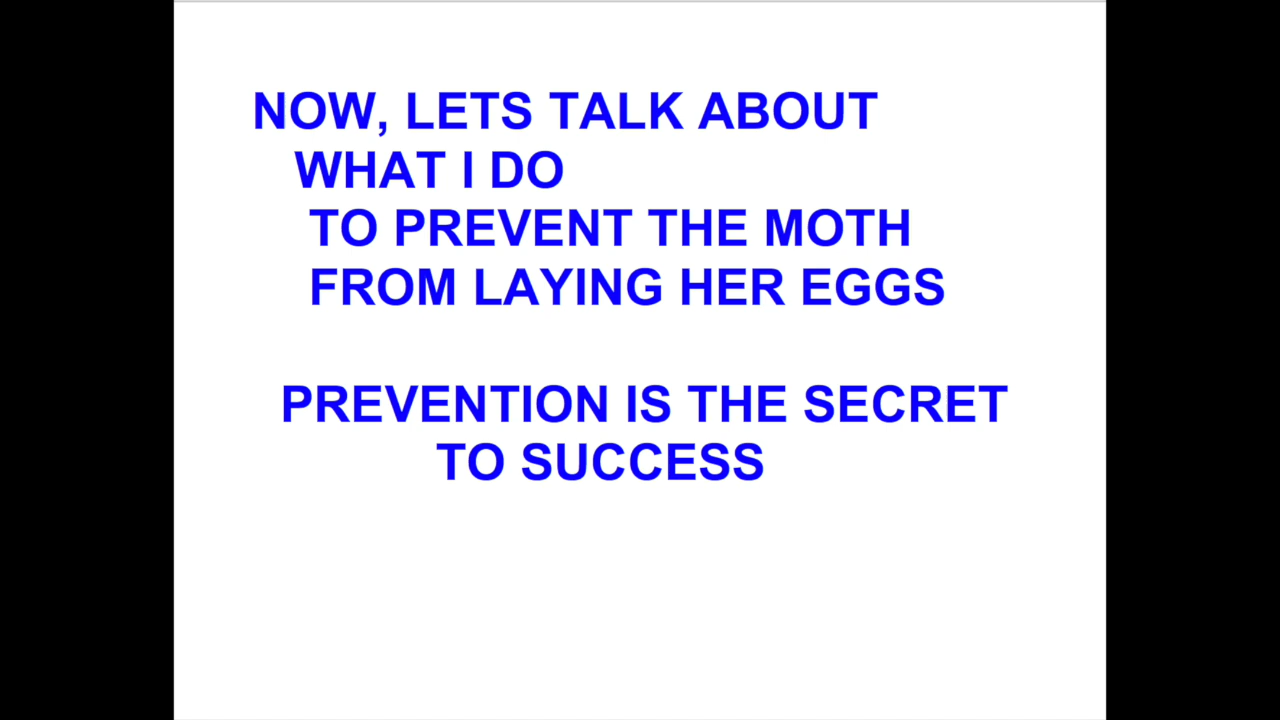 NOW, LETS TALK ABOUT
WHAT I DO
TO PREVENT THE MOTH
FROM LAYING HER EGGS
PREVENTION IS THE SECRET
TO SUCCESS